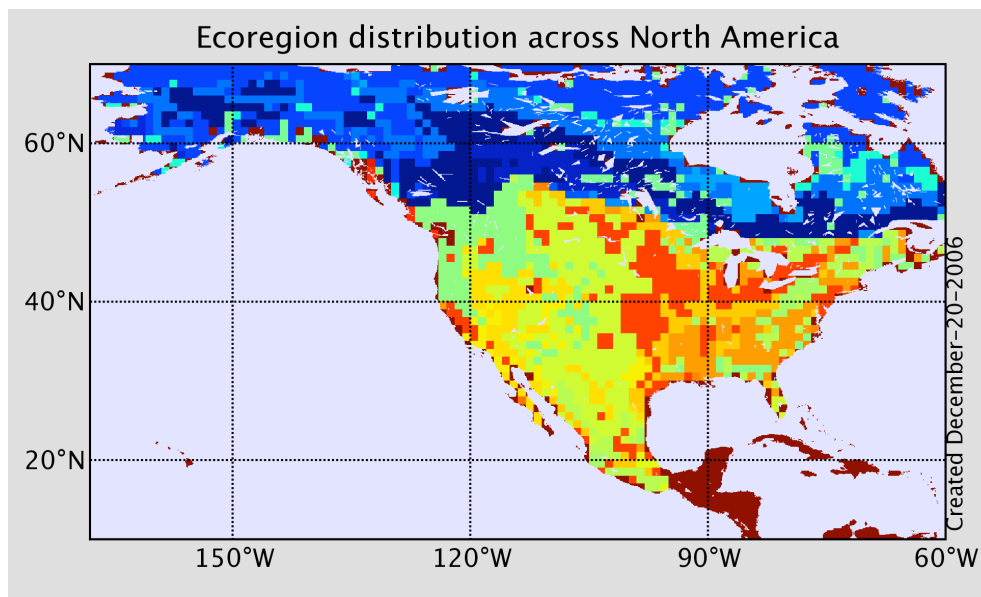 Ecoregion distribution across North America
60°N
40°N
20°N
150°W
120°W
90°W
60°W
Created December-20-2006